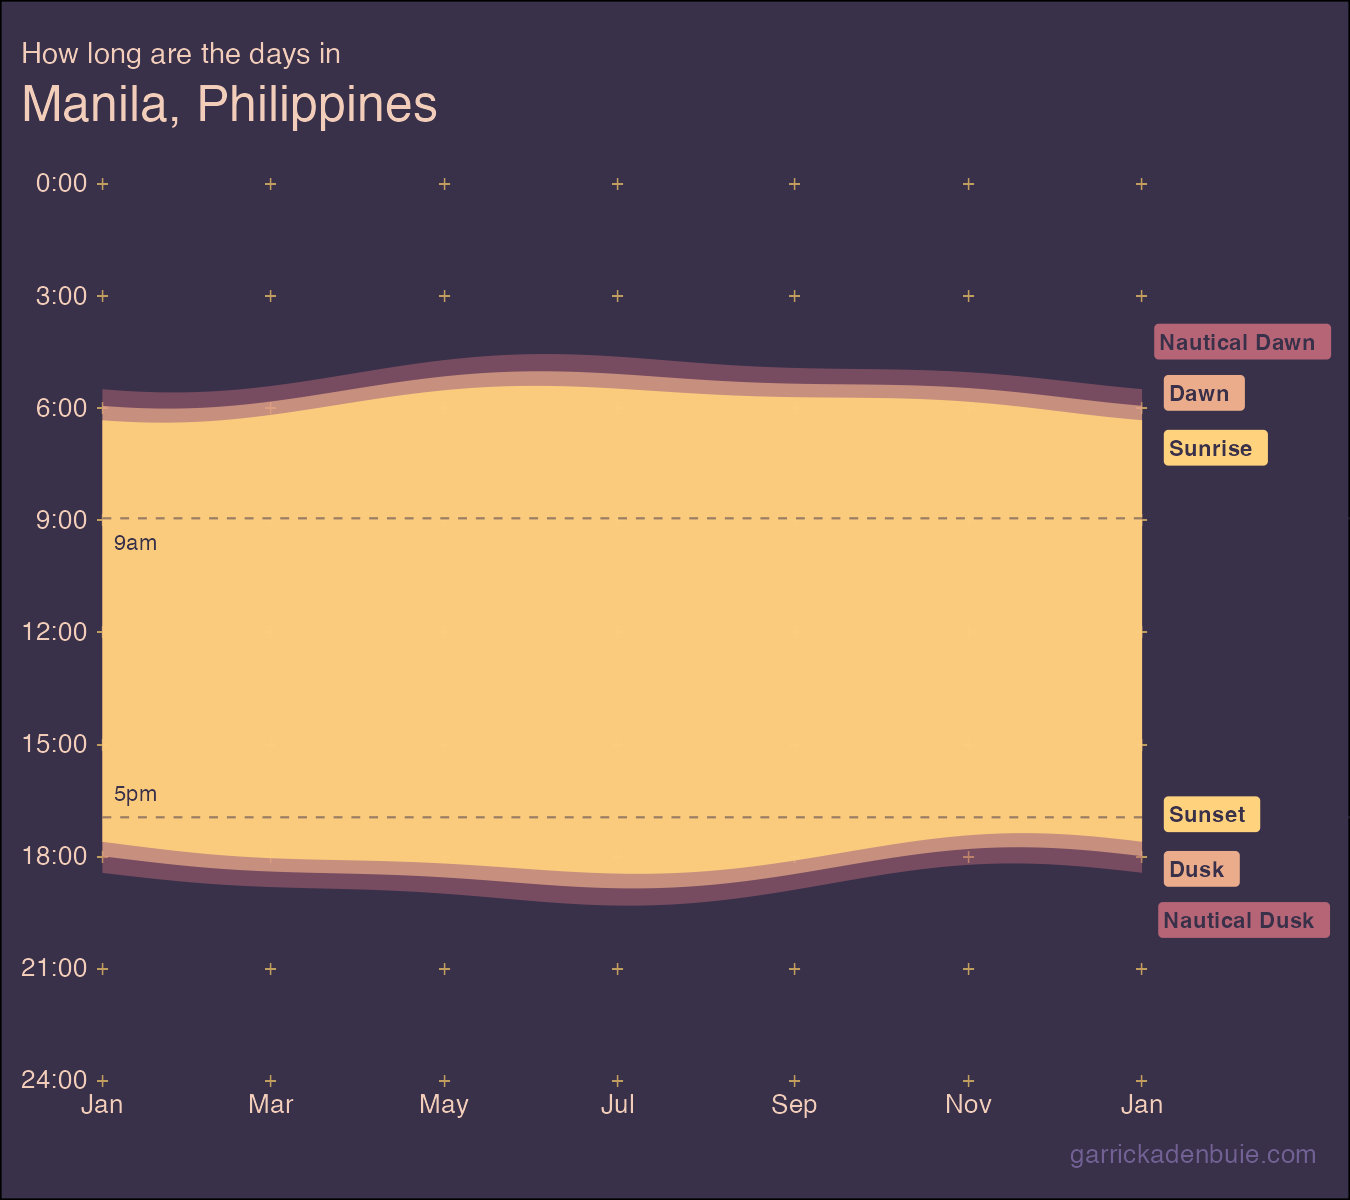 How long are the days in
Manila, Philippines
0:00
3:00
Nautical Dawn
Dawn
6:00
Sunrise
9:00
9am
12:00
15:00
5pm
Sunset
18:00
Dusk
Nautical Dusk
21:00
24:00
Jan Mar May Jul Sep Nov Jan
garrickadenbuie.com